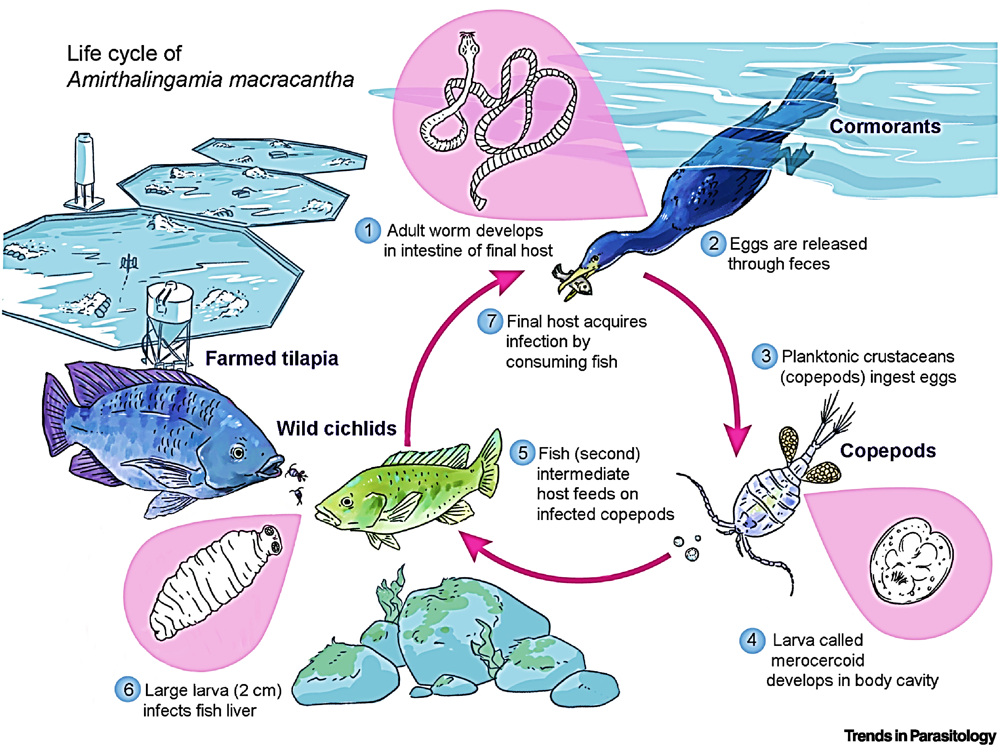 Life cycle of
Amirthalingamia macracantha
Cormorants
1 Adult worm develops
in intestine of final host
2 Eggs are released
through feces
7 Final host acquires
infection by
consuming fish
3 Planktonic crustaceans
(copepods) ingest eggs
Farmed tilapia
Wild cichlids
5 Fish (second)
intermediate
host feeds on
infected copepods
Copepods
4 Larva called
merocercoid
develops in body cavity
6 Large larva (2 cm)
infects fish liver
Trends in Parasitology